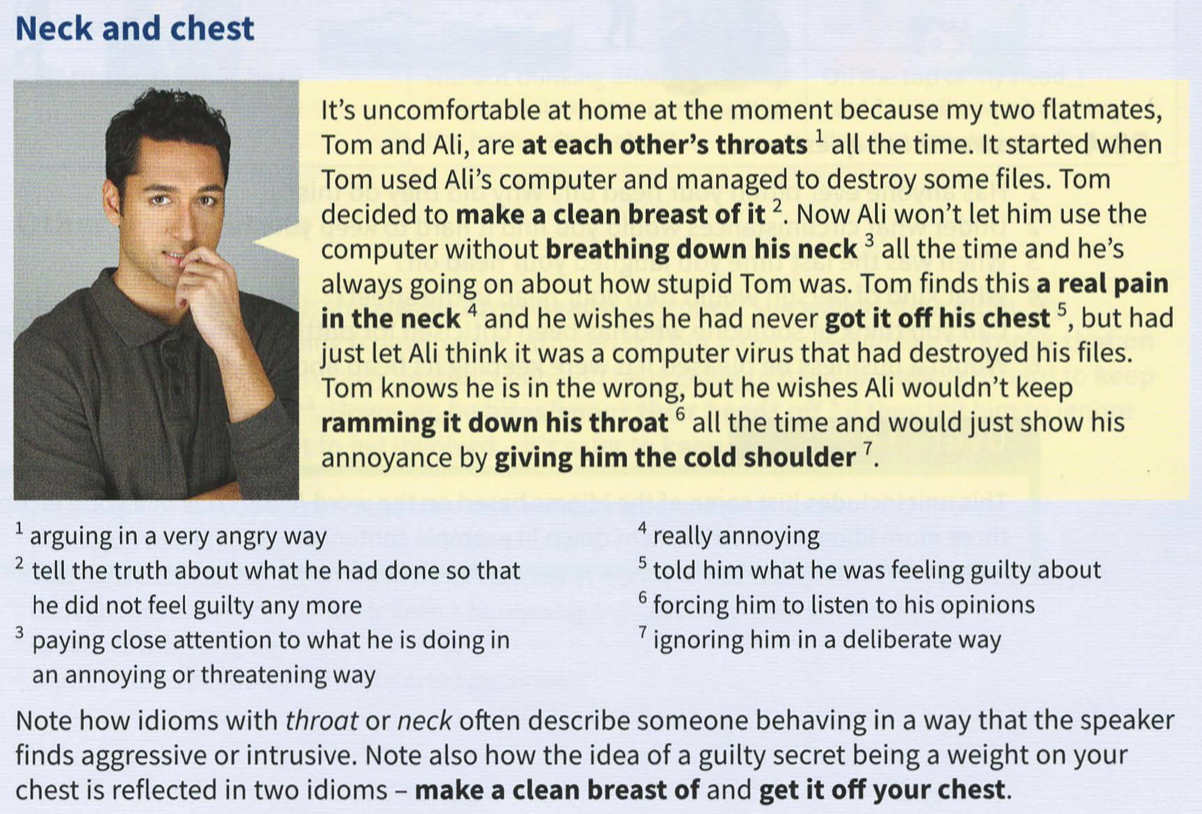 Neck and chest
It's uncomfortable at home at the moment because my two flatmates,
Tom and Ali, are at each other's throats ¹ all the time. It started when
Tom used Ali's computer and managed to destroy some files. Tom
decided to make a clean breast of it ². Now Ali won't let him use the
computer without breathing down his neck ³ all the time and he's
always going on about how stupid Tom was. Tom finds this a real pain
in the neck ⁴ and he wishes he had never got it off his chest ⁵, but had
just let Ali think it was a computer virus that had destroyed his files.
Tom knows he is in the wrong, but he wishes Ali wouldn't keep
ramming it down his throat ⁶ all the time and would just show his
annoyance by giving him the cold shoulder ⁷.
¹ arguing in a very angry way
² tell the truth about what he had done so that
he did not feel guilty any more
³ paying close attention to what he is doing in
an annoying or threatening way
⁴ really annoying
⁵ told him what he was feeling guilty about
⁶ forcing him to listen to his opinions
⁷ ignoring him in a deliberate way
Note how idioms with throat or neck often describe someone behaving in a way that the speaker
finds aggressive or intrusive. Note also how the idea of a guilty secret being a weight on your
chest is reflected in two idioms – make a clean breast of and get it off your chest.